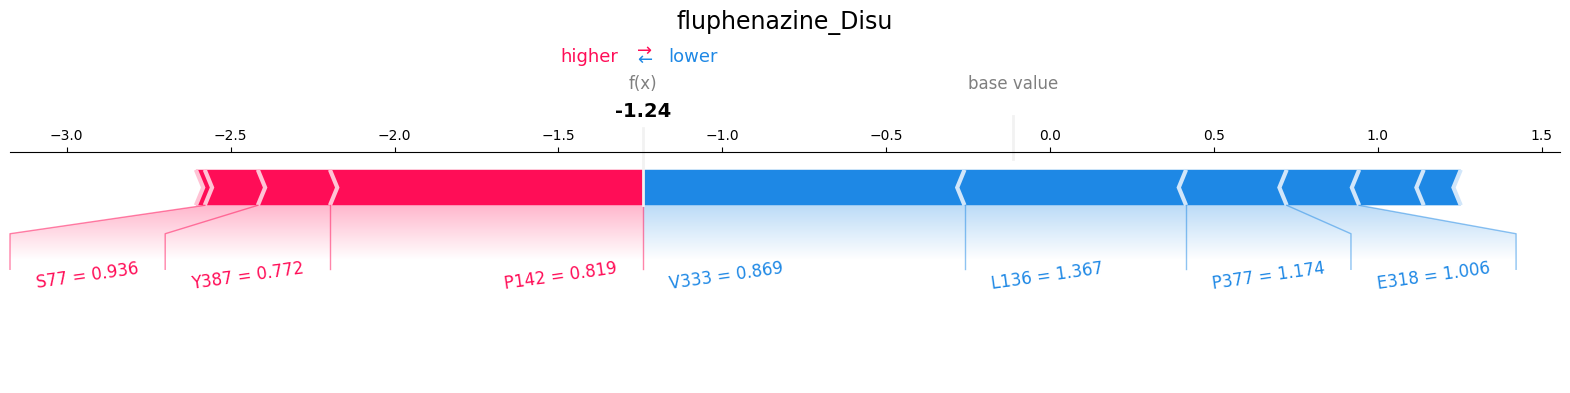 fluphenazine_Disu
higher ⇄ lower
f(x) base value
-1.24
−3.0 −2.5 −2.0 −1.5 −1.0 −0.5 0.0 0.5 1.0 1.5
S77 = 0.936 Y387 = 0.772 P142 = 0.819 V333 = 0.869 L136 = 1.367 P377 = 1.174 E318 = 1.006